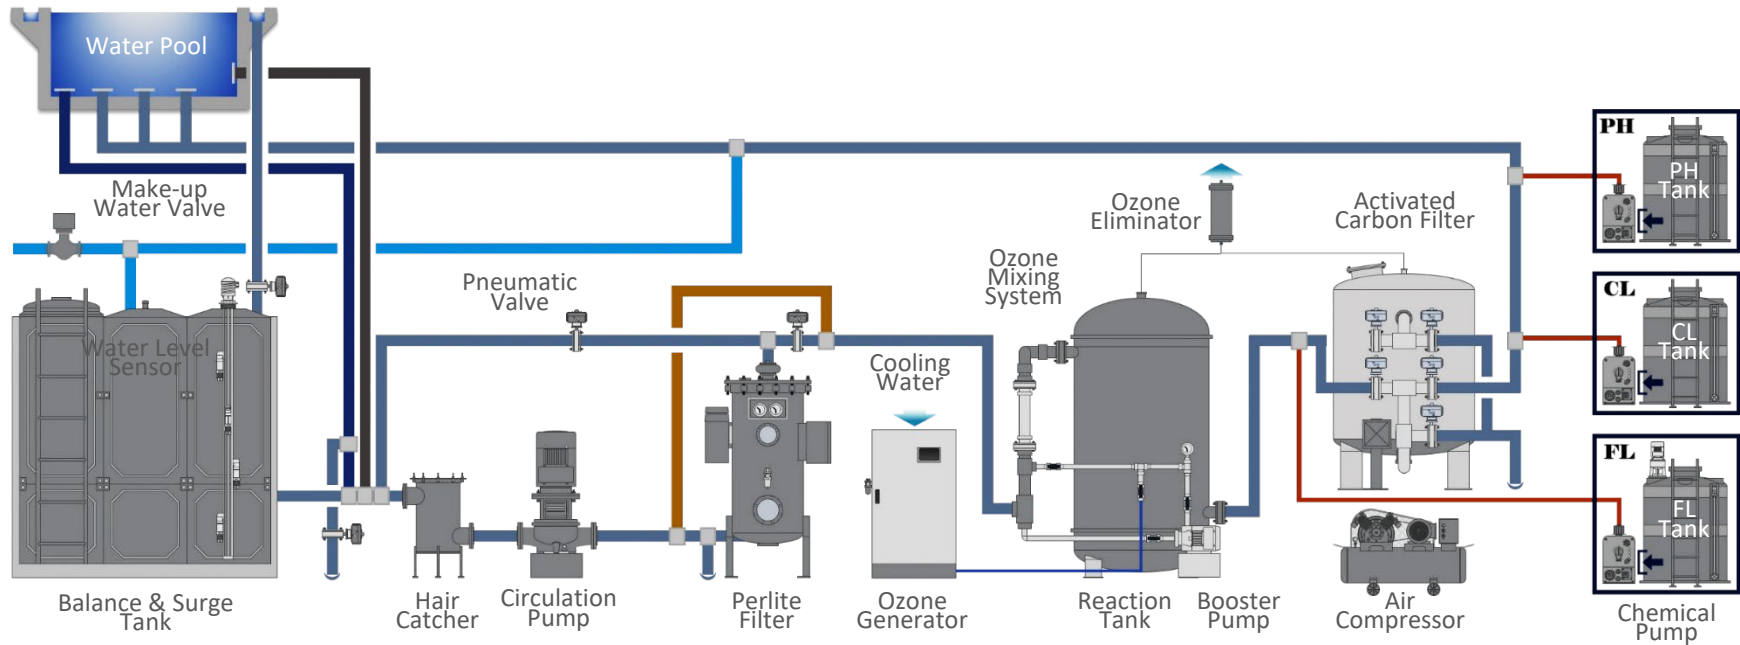 Water Pool
PH
PH
Tank
Make-up
Water Valve
Ozone
Eliminator
Activated
Carbon Filter
Ozone
Mixing
System
Pneumatic
Valve
CL
CL
Tank
Water Level
Sensor
Cooling
Water
FL
FL
Tank
Balance & Surge
Tank
Hair
Catcher
Circulation
Pump
Perlite
Filter
Ozone
Generator
Reaction
Tank
Booster
Pump
Air
Compressor
Chemical
Pump